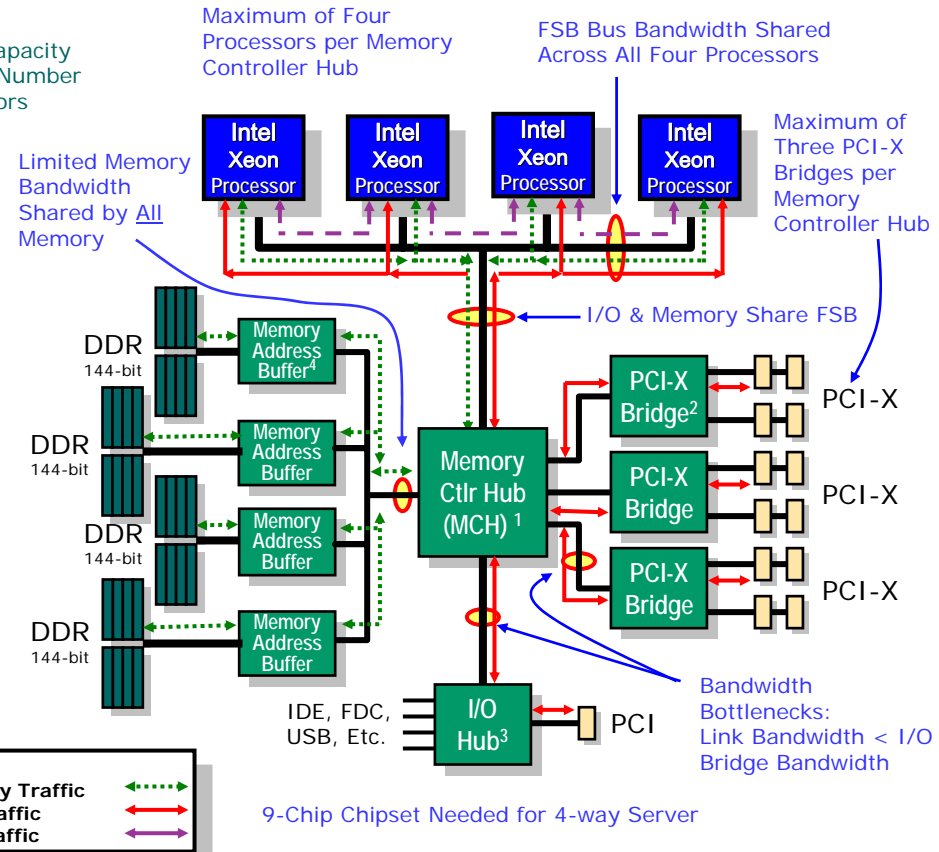 Maximum of Four
Processors per Memory
Controller Hub
FSB Bus Bandwidth Shared
Across All Four Processors
Number
Limited Memory
Bandwidth
Shared by All
Memory
Intel
Xeon
Processor
Intel
Xeon
Processor
Intel
Xeon
Processor
Intel
Xeon
Processor
Maximum of
Three PCI-X
Bridges per
Memory
Controller Hub
I/O & Memory Share FSB
DDR
144-bit
Memory
Address
Buffer4
DDR
144-bit
Memory
Address
Buffer
DDR
144-bit
Memory
Address
Buffer
DDR
144-bit
Memory
Address
Buffer
Memory
Ctlr Hub
(MCH) 1
PCI-X
Bridge2
PCI-X
PCI-X
Bridge
PCI-X
PCI-X
Bridge
PCI-X
IDE, FDC,
USB, Etc.
I/O
Hub3
PCI
Bandwidth
Bottlenecks:
Link Bandwidth < I/O
Bridge Bandwidth
Traffic
9-Chip Chipset Needed for 4-way Server